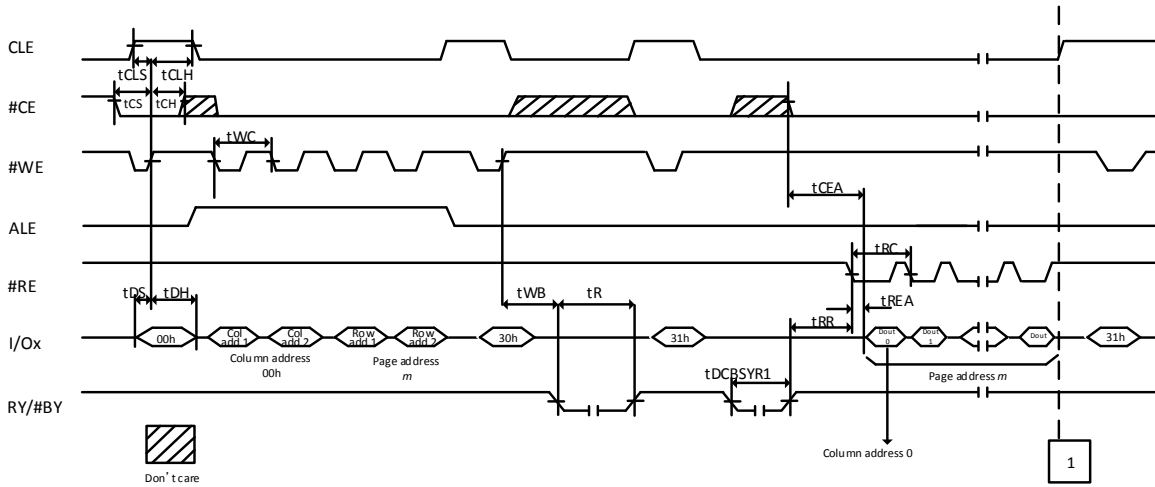 CLE
tCLS tCLH
#CE
tCS tCH
tWC
#WE
tCEA
ALE
tRC
#RE
tDS tDH
tWB tR
tREA
tRR
I/Ox
00h
Col add.1
Col add.2
Row add.1
Row add.2
30h
31h
Dout 0
Dout 1
Dout
31h
Column address
00h
Page address
m
tDCBSYR1
Page address m
RY/#BY
Column address 0
1
Don't care